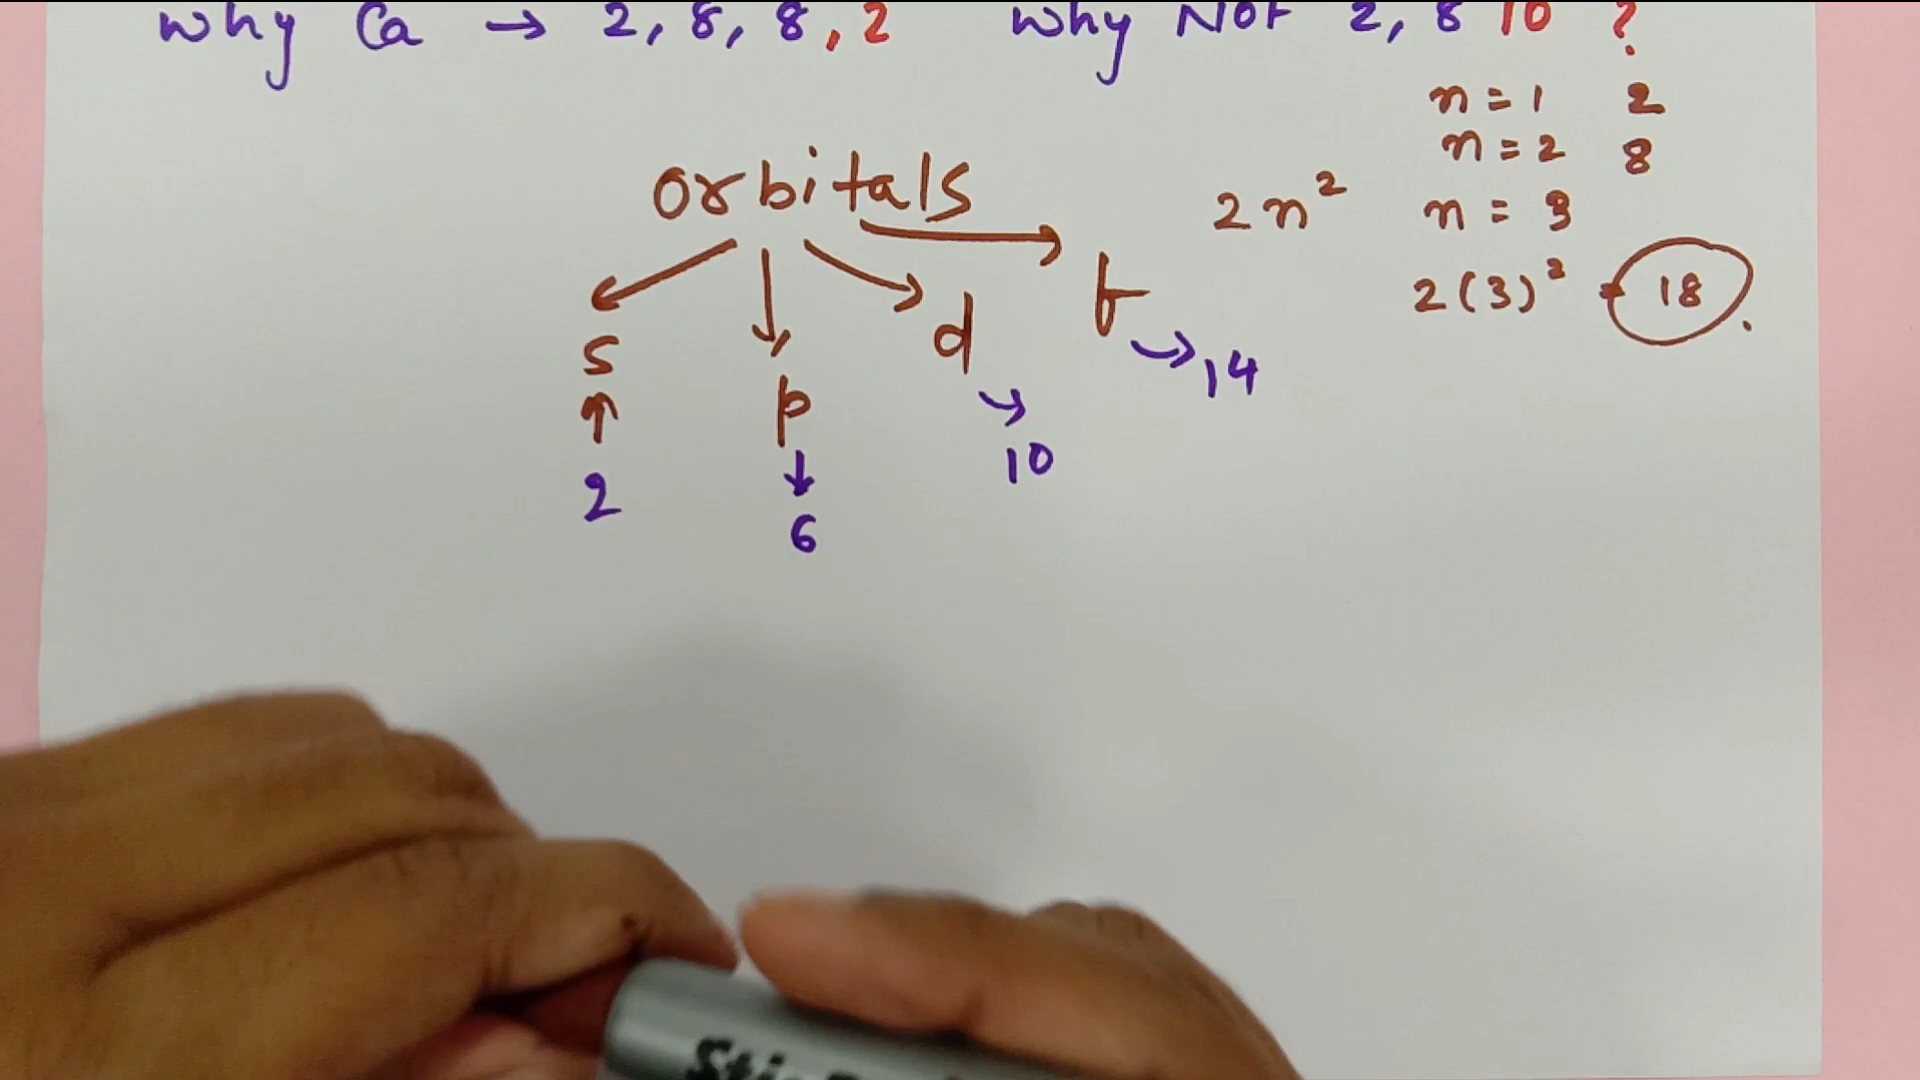 Why Ca → 2, 8, 8, 2 Why Not 2, 8 10 ?
n = 1 2
n = 2 8
orbitals 2n² n = 3
2(3)² = 18.
s p d f
2 6 10 14